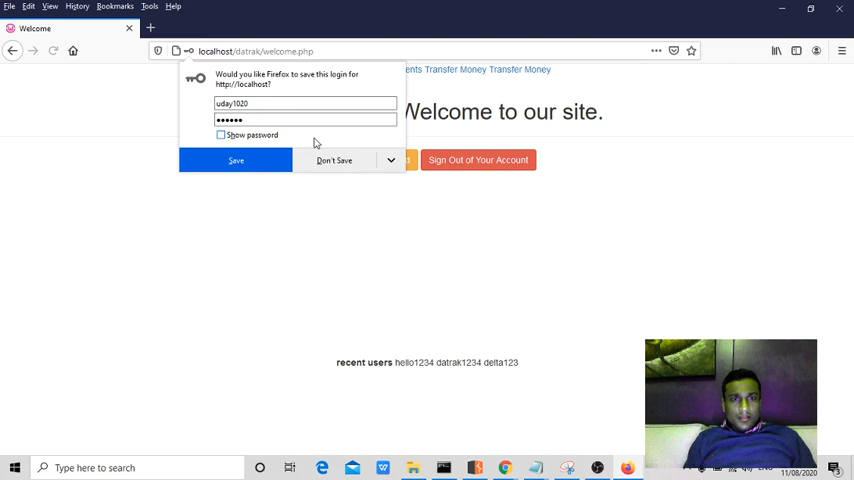 File Edit View History Bookmarks Tools Help
Welcome
localhost/datrak/welcome.php
Would you like Firefox to save this login for
http://localhost?
uday1020
Show password
Save Don't Save
ents Transfer Money Transfer Money
Welcome to our site.
d Sign Out of Your Account
recent users hello1234 datrak1234 delta123
Type here to search
ENG
11/08/2020
3